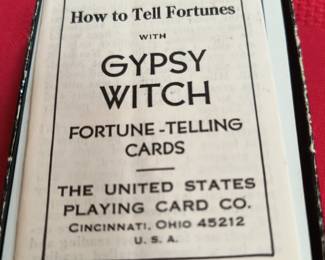 How to Tell Fortunes
WITH
GYPSY
WITCH
FORTUNE-TELLING
CARDS
THE UNITED STATES
PLAYING CARD CO.
CINCINNATI, OHIO 45212
U. S. A.